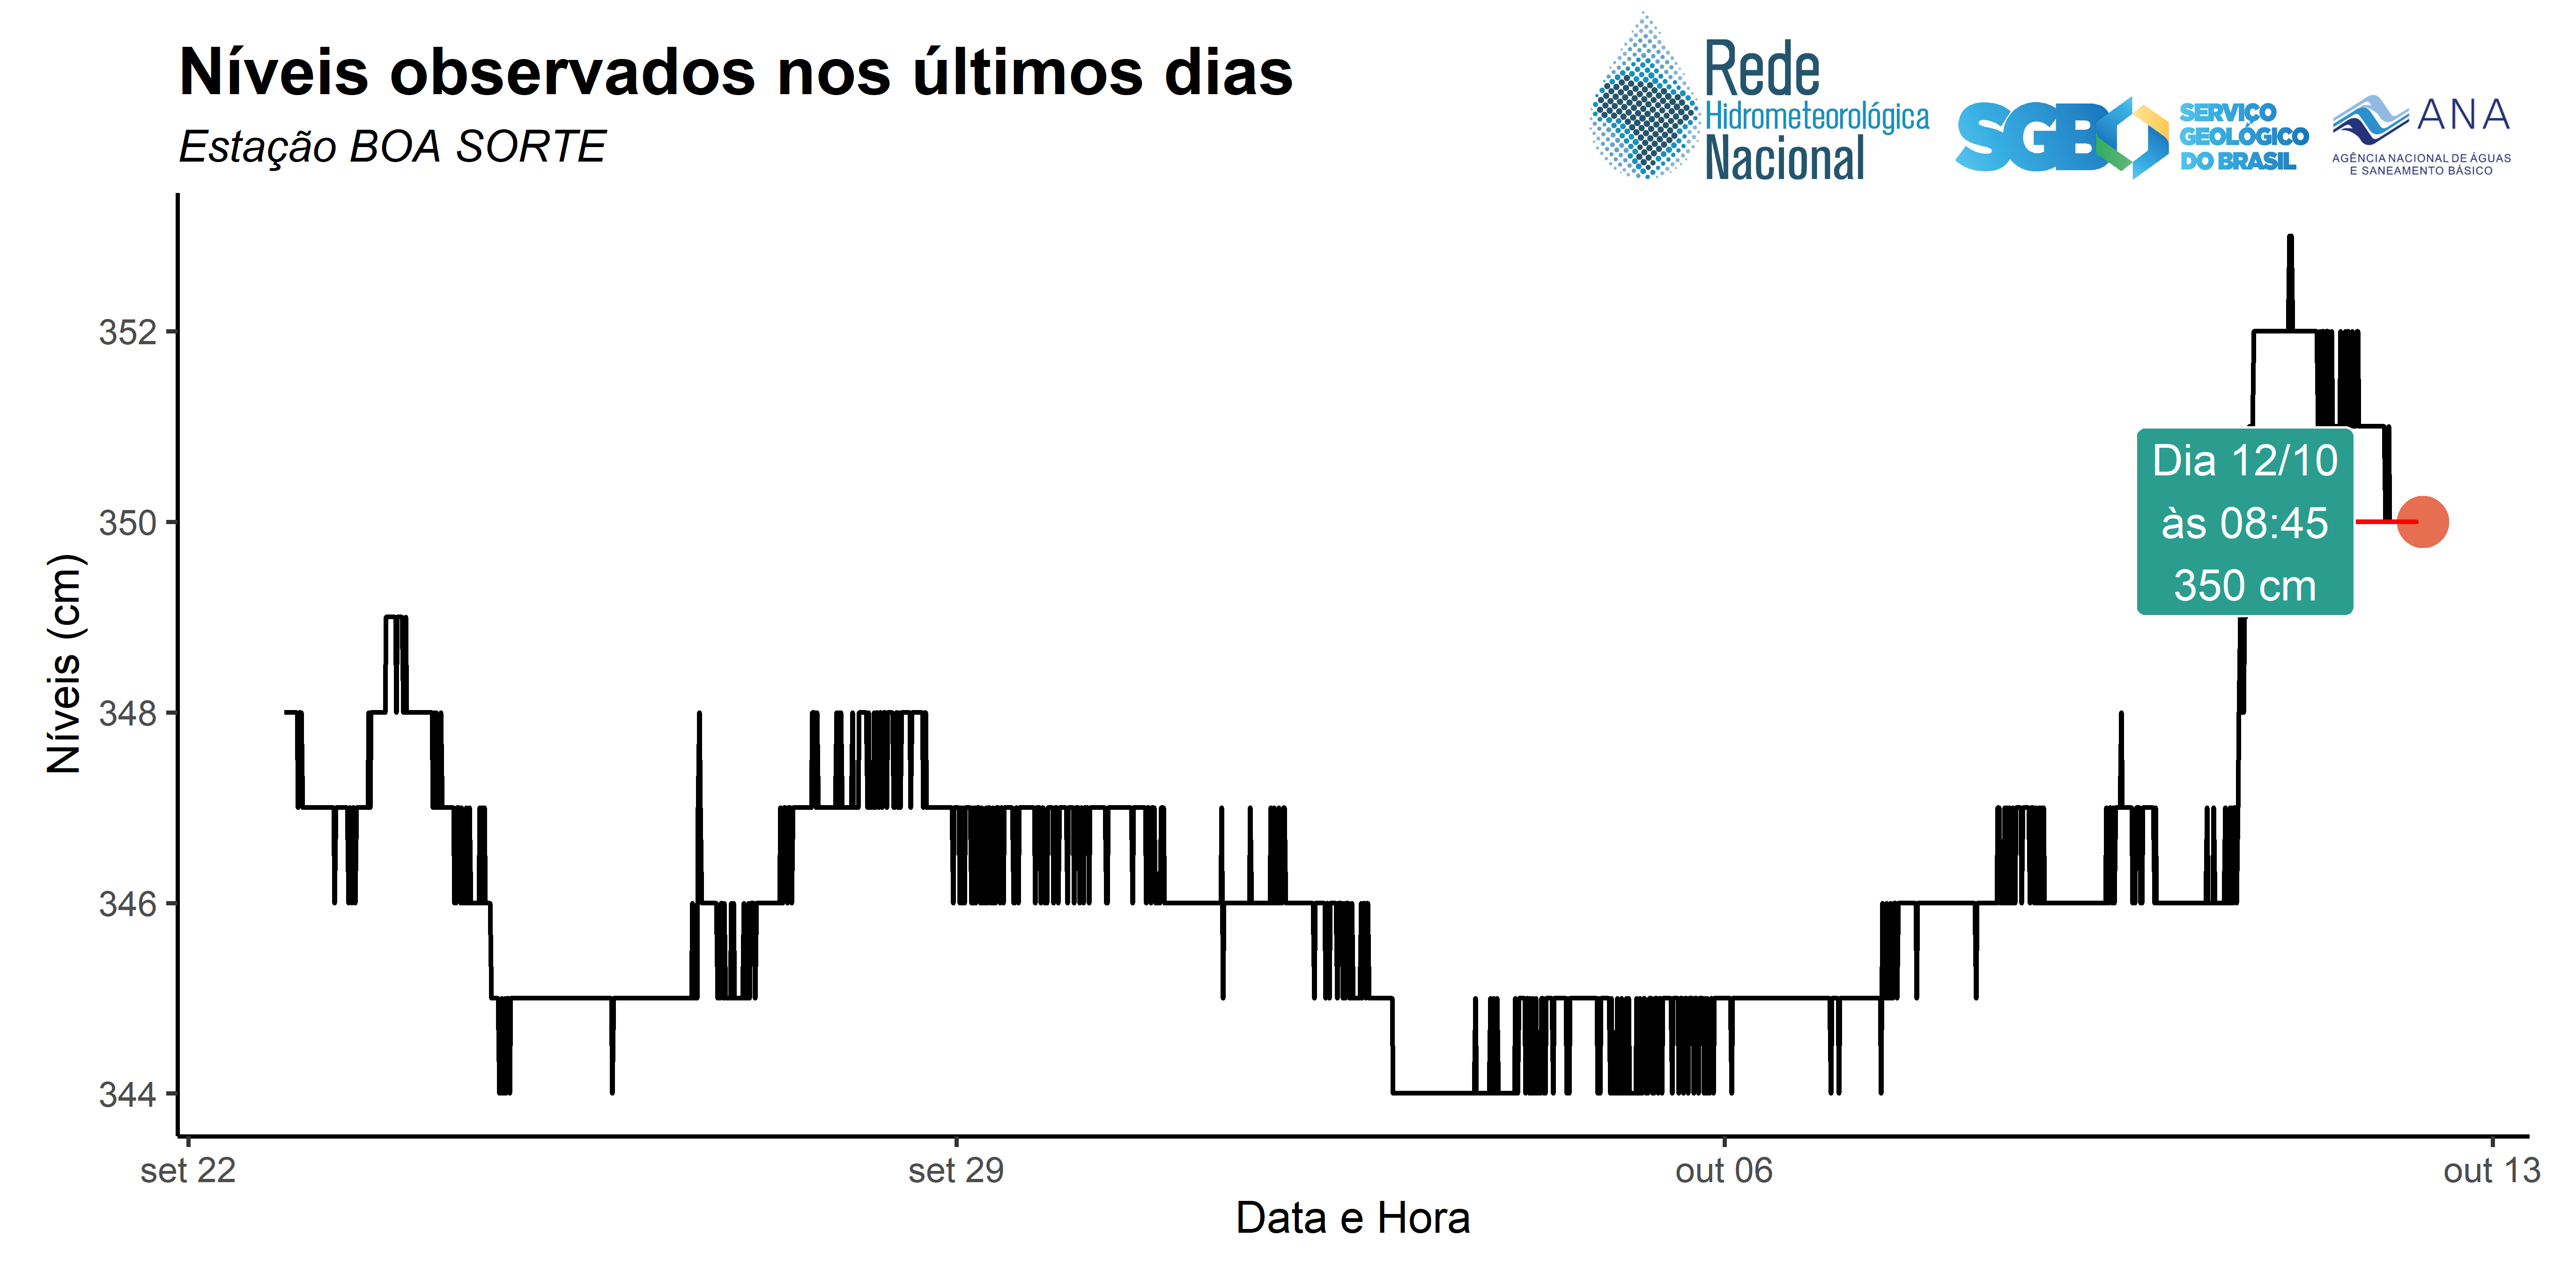 Níveis observados nos últimos dias
Estação BOA SORTE
Rede
Hidrometeorológica
Nacional
SGB
SERVIÇO
GEOLÓGICO
DO BRASIL
ANA
AGÊNCIA NACIONAL DE ÁGUAS
E SANEAMENTO BÁSICO
Níveis (cm)
352
350
348
346
344
Dia 12/10
às 08:45
350 cm
set 22
set 29
out 06
out 13
Data e Hora